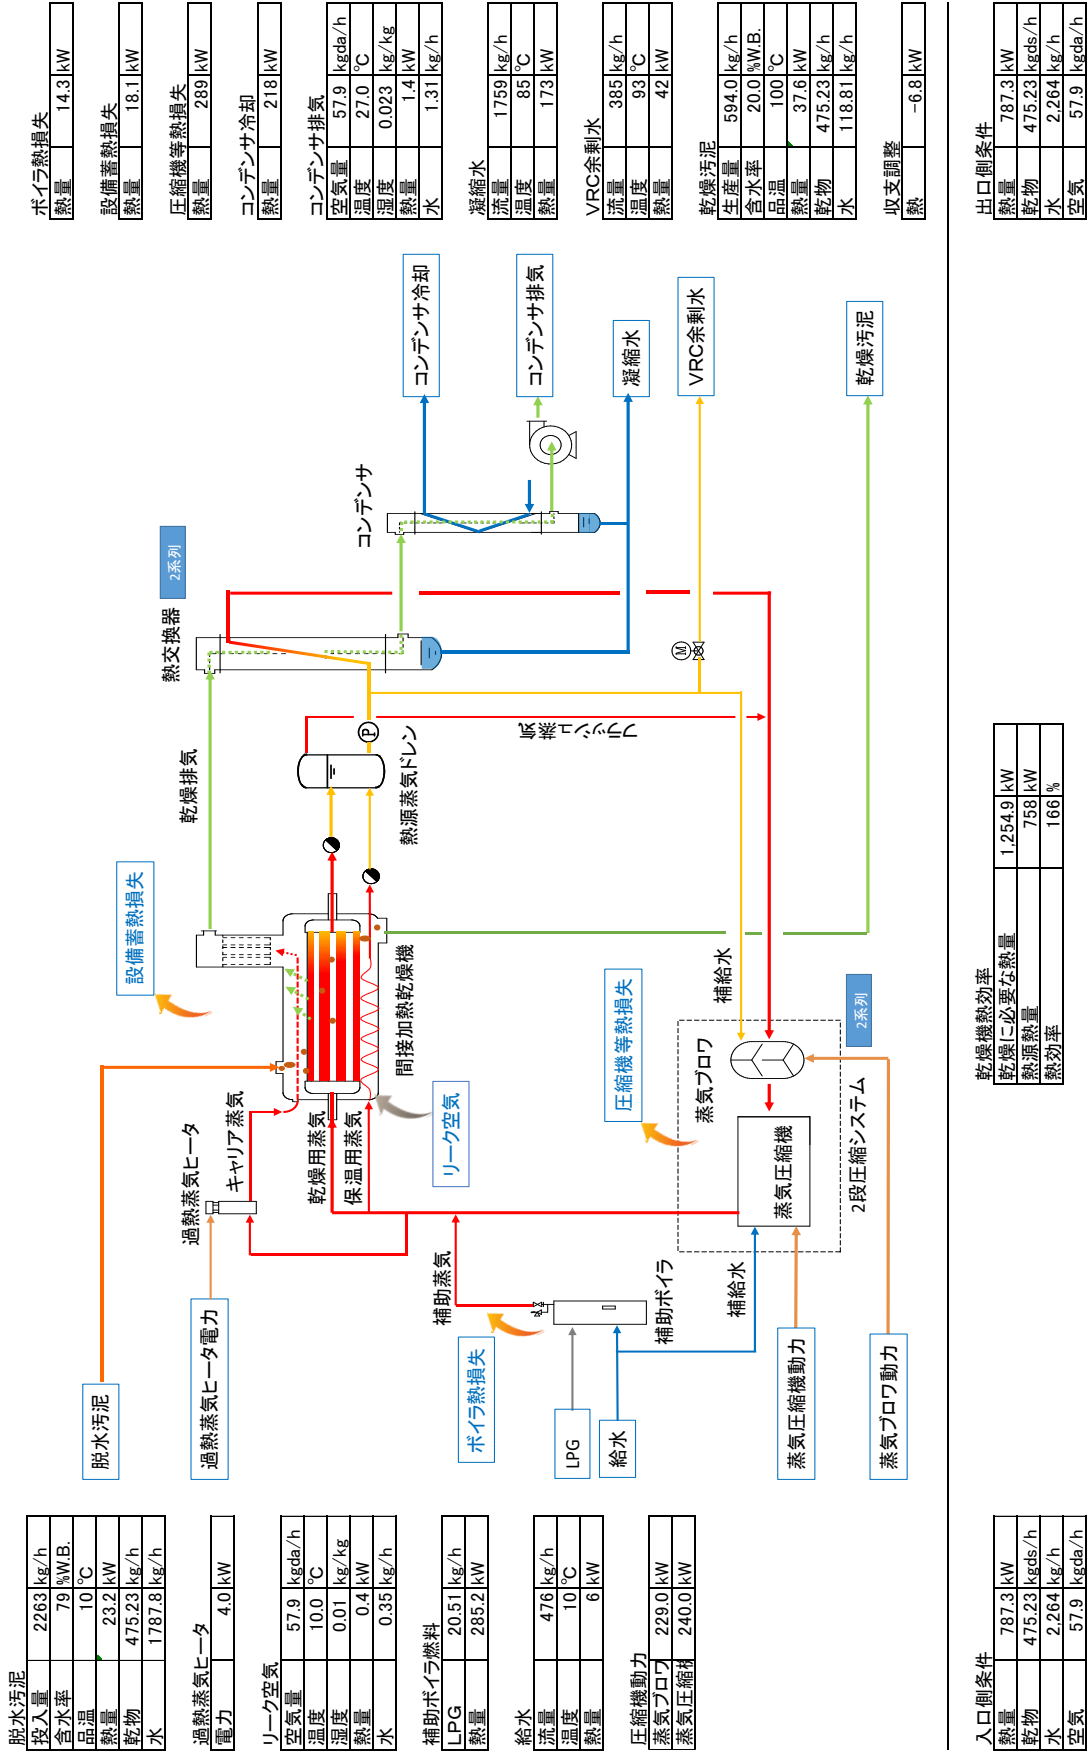 脱水汚泥
投入量 2263 kg/h
含水率 79 %W.B.
品温 10 ℃
熱量 23.2 kW
乾物 475.23 kg/h
水 1787.8 kg/h
過熱蒸気ヒータ
電力 4.0 kW
リーク空気
空気量 57.9 kgda/h
温度 10.0 ℃
湿度 0.01 kg/kg
熱量 0.4 kW
水 0.35 kg/h
補助ボイラ燃料
LPG 20.51 kg/h
熱量 285.2 kW
給水
流量 476 kg/h
温度 10 ℃
熱量 6 kW
圧縮機動力
蒸気ブロワ 229.0 kW
蒸気圧縮機 240.0 kW
入口側条件
熱量 787.3 kW
乾物 475.23 kgds/h
水 2,264 kg/h
空気 57.9 kgda/h
脱水汚泥
過熱蒸気ヒータ電力
LPG
給水
蒸気圧縮機動力
蒸気ブロワ動力
過熱蒸気ヒータ
キャリア蒸気
乾燥用蒸気
保温用蒸気
補助蒸気
ボイラ熱損失
補助ボイラ
補給水
リーク空気
設備蓄熱損失
間接加熱乾燥機
圧縮機等熱損失
蒸気ブロワ
蒸気圧縮機
2段圧縮システム
2系列
補給水
乾燥排気
熱源蒸気ドレン
P
フラッシュ蒸気
熱交換器
2系列
M
コンデンサ
コンデンサ冷却
コンデンサ排気
凝縮水
VRC余剰水
乾燥汚泥
乾燥機熱効率
乾燥に必要な熱量 1,254.9 kW
熱源熱量 758 kW
熱効率 166 %
ボイラ熱損失
熱量 14.3 kW
設備蓄熱損失
熱量 18.1 kW
圧縮機等熱損失
熱量 289 kW
コンデンサ冷却
熱量 218 kW
コンデンサ排気
空気量 57.9 kgda/h
温度 27.0 ℃
湿度 0.023 kg/kg
熱量 1.4 kW
水 1.31 kg/h
凝縮水
流量 1759 kg/h
温度 85 ℃
熱量 173 kW
VRC余剰水
流量 385 kg/h
温度 93 ℃
熱量 42 kW
乾燥汚泥
生産量 594.0 kg/h
含水率 20.0 %W.B.
品温 100 ℃
熱量 37.6 kW
乾物 475.23 kg/h
水 118.81 kg/h
収支調整
熱 -6.8 kW
出口側条件
熱量 787.3 kW
乾物 475.23 kgds/h
水 2,264 kg/h
空気 57.9 kgda/h